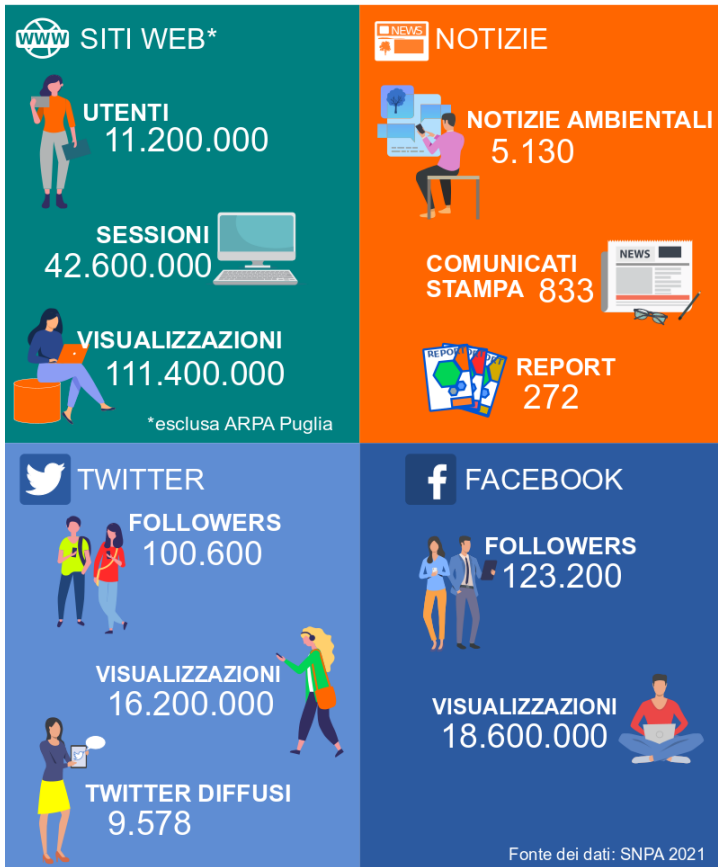 WWW
SITI WEB*
UTENTI
11.200.000
SESSIONI
42.600.000
VISUALIZZAZIONI
111.400.000
*esclusa ARPA Puglia
NEWS
NOTIZIE
NOTIZIE AMBIENTALI
5.130
COMUNICATI
STAMPA 833
NEWS
REPORT
REPORT
272
TWITTER
FOLLOWERS
100.600
VISUALIZZAZIONI
16.200.000
TWITTER DIFFUSI
9.578
FACEBOOK
FOLLOWERS
123.200
VISUALIZZAZIONI
18.600.000
Fonte dei dati: SNPA 2021